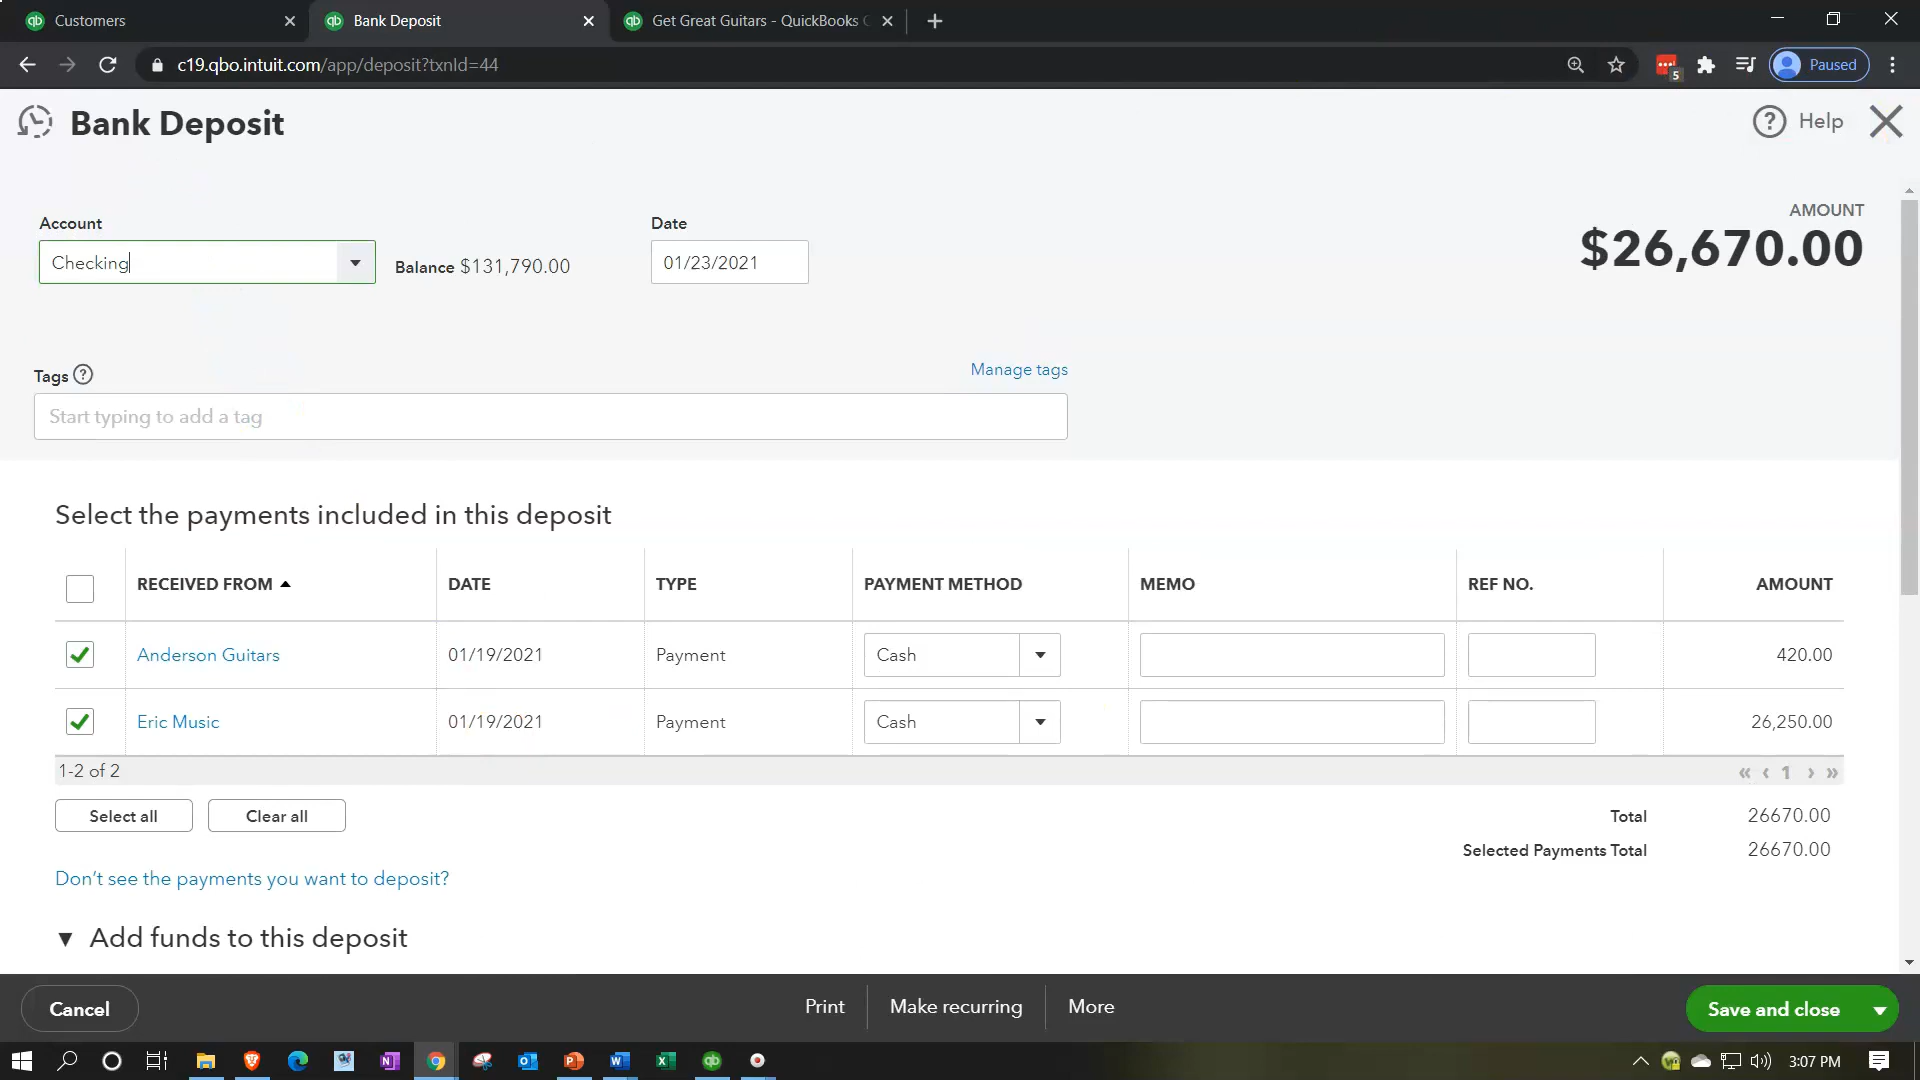 Customers
Bank Deposit
Get Great Guitars - QuickBooks
c19.qbo.intuit.com/app/deposit?txnId=44
5
Paused
Bank Deposit
Help
AMOUNT
$26,670.00
Account
Date
Checking
Balance $131,790.00
01/23/2021
Tags
Manage tags
Start typing to add a tag
Select the payments included in this deposit
RECEIVED FROM
DATE
TYPE
PAYMENT METHOD
MEMO
REF NO.
AMOUNT
Anderson Guitars
01/19/2021
Payment
Cash
420.00
Eric Music
01/19/2021
Payment
Cash
26,250.00
1-2 of 2
« ‹ 1 › »
Select all
Clear all
Total
26670.00
Selected Payments Total
26670.00
Don't see the payments you want to deposit?
Add funds to this deposit
Cancel
Print
Make recurring
More
Save and close
3:07 PM